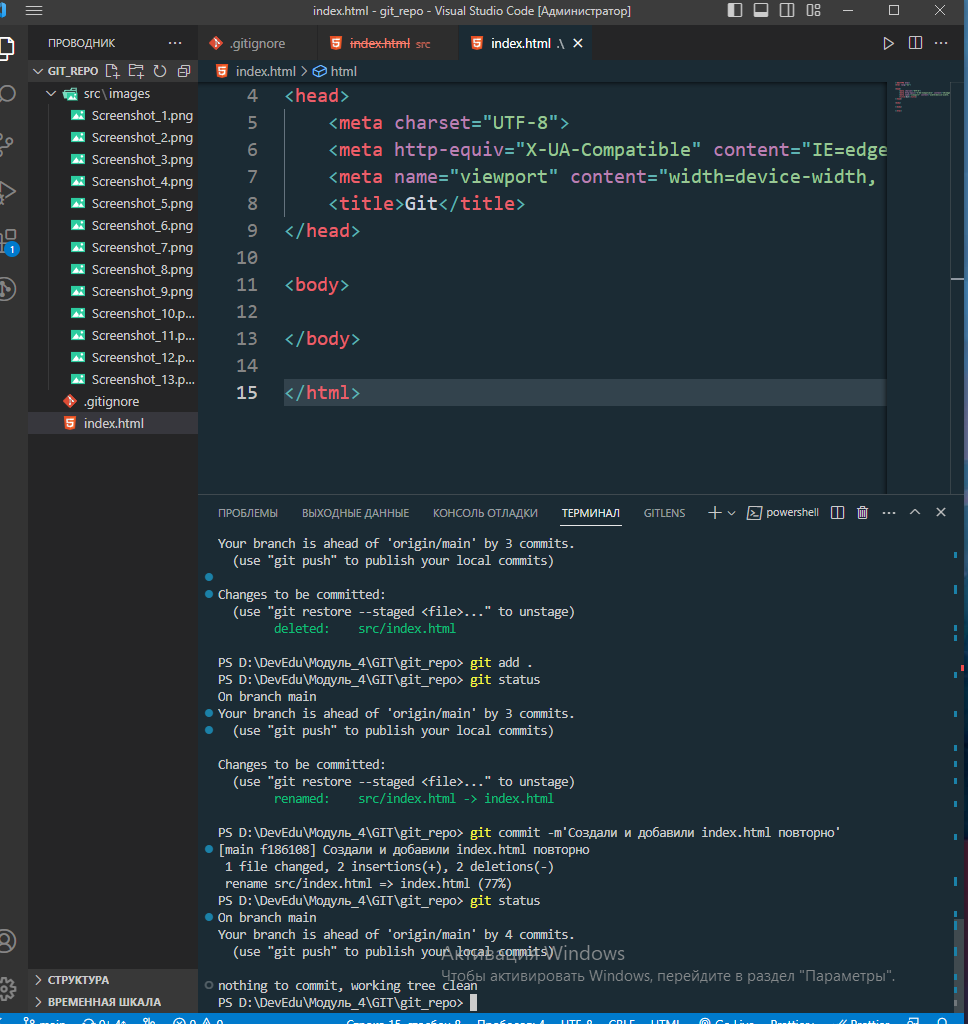 index.html - git_repo - Visual Studio Code [Администратор]
ПРОВОДНИК
.gitignore
index.html src
index.html .\
GIT_REPO
index.html > html
src\images
Screenshot_1.png
Screenshot_2.png
Screenshot_3.png
Screenshot_4.png
Screenshot_5.png
Screenshot_6.png
Screenshot_7.png
Screenshot_8.png
Screenshot_9.png
Screenshot_10.p...
Screenshot_11.p...
Screenshot_12.p...
Screenshot_13.p...
.gitignore
index.html
1
4 <head>
5 <meta charset="UTF-8">
6 <meta http-equiv="X-UA-Compatible" content="IE=edge
7 <meta name="viewport" content="width=device-width,
8 <title>Git</title>
9 </head>
10
11 <body>
12
13 </body>
14
15 </html>
ПРОБЛЕМЫ ВЫХОДНЫЕ ДАННЫЕ КОНСОЛЬ ОТЛАДКИ ТЕРМИНАЛ GITLENS powershell
Your branch is ahead of 'origin/main' by 3 commits.
(use "git push" to publish your local commits)
Changes to be committed:
(use "git restore --staged <file>..." to unstage)
deleted: src/index.html
PS D:\DevEdu\Модуль_4\GIT\git_repo> git add .
PS D:\DevEdu\Модуль_4\GIT\git_repo> git status
On branch main
Your branch is ahead of 'origin/main' by 3 commits.
(use "git push" to publish your local commits)
Changes to be committed:
(use "git restore --staged <file>..." to unstage)
renamed: src/index.html -> index.html
PS D:\DevEdu\Модуль_4\GIT\git_repo> git commit -m'Создали и добавили index.html повторно'
[main f186108] Создали и добавили index.html повторно
1 file changed, 2 insertions(+), 2 deletions(-)
rename src/index.html => index.html (77%)
PS D:\DevEdu\Модуль_4\GIT\git_repo> git status
On branch main
Your branch is ahead of 'origin/main' by 4 commits.
(use "git push" to publish your local commits)
nothing to commit, working tree clean
PS D:\DevEdu\Модуль_4\GIT\git_repo>
Активация Windows
Чтобы активировать Windows, перейдите в раздел "Параметры".
СТРУКТУРА
ВРЕМЕННАЯ ШКАЛА